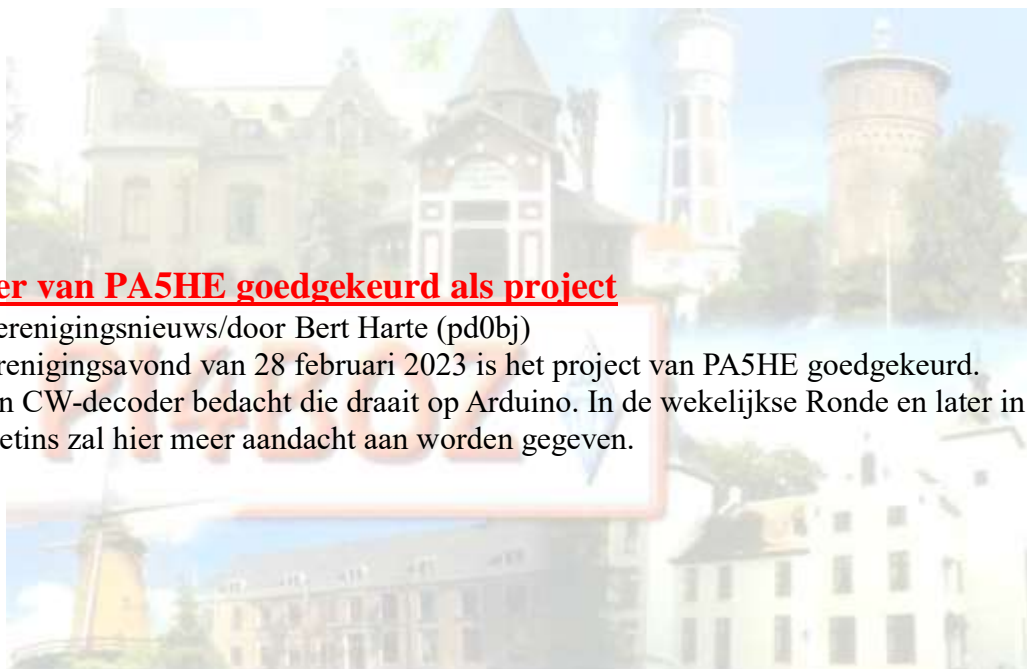 er van PA5HE goedgekeurd als project
erenigingsnieuws/door Bert Harte (pd0bj)
renigingsavond van 28 februari 2023 is het project van PA5HE goedgekeurd.
n CW-decoder bedacht die draait op Arduino. In de wekelijkse Ronde en later in
etins zal hier meer aandacht aan worden gegeven.
PI4BOZ